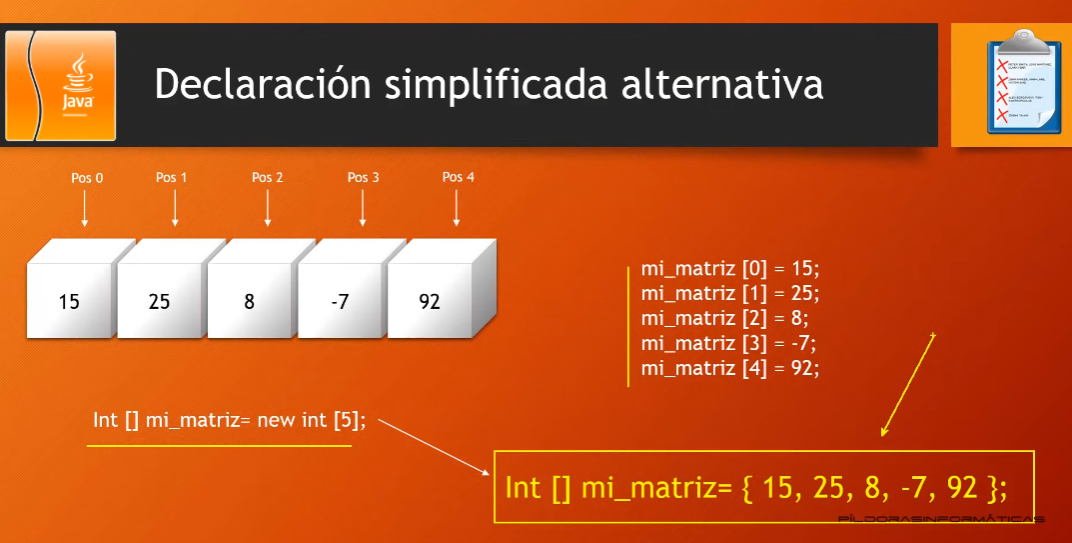 Java
Declaración simplificada alternativa
Pos 0 Pos 1 Pos 2 Pos 3 Pos 4
15 25 8 -7 92
mi_matriz [0] = 15;
mi_matriz [1] = 25;
mi_matriz [2] = 8;
mi_matriz [3] = -7;
mi_matriz [4] = 92;
Int [] mi_matriz= new int [5];
Int [] mi_matriz= { 15, 25, 8, -7, 92 };
PÍLDORASINFORMÁTICAS